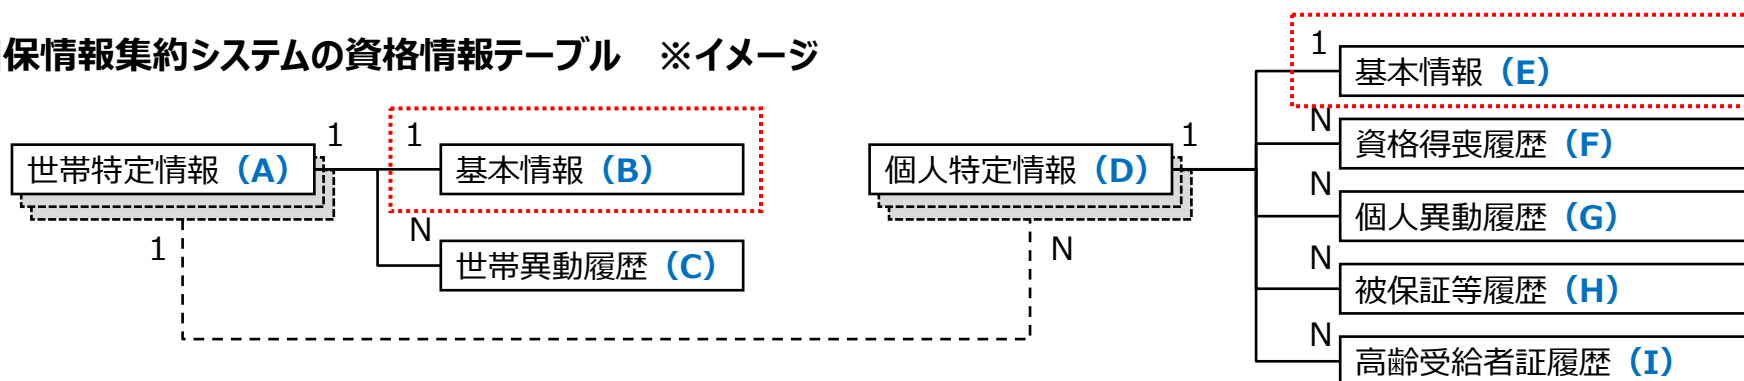 保情報集約システムの資格情報テーブル ※イメージ
世帯特定情報（A）
1
1
基本情報（B）
N
世帯異動履歴（C）
1
個人特定情報（D）
1
N
1
基本情報（E）
N
資格得喪履歴（F）
N
個人異動履歴（G）
N
被保証等履歴（H）
N
高齢受給者証履歴（I）